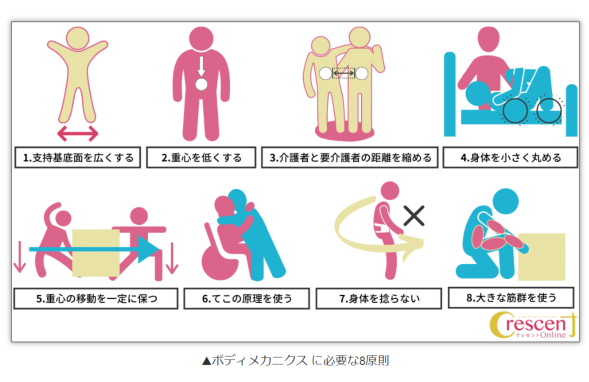 1.支持基底面を広くする
2.重心を低くする
3.介護者と要介護者の距離を縮める
4.身体を小さく丸める
5.重心の移動を一定に保つ
6.てこの原理を使う
7.身体を捻らない
8.大きな筋群を使う
Crescent
クレセント Online
▲ボディメカニクス に必要な8原則